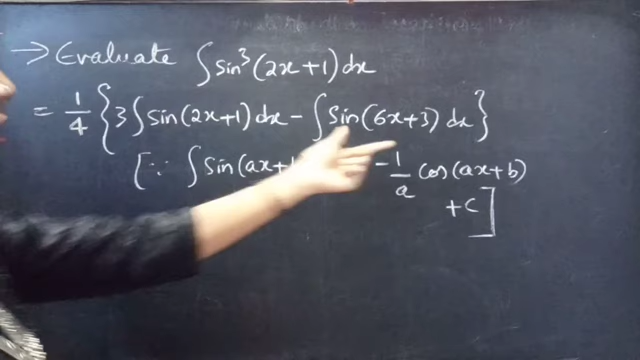 → Evaluate ∫ sin³(2x+1) dx
= 1/4 { 3 ∫ sin(2x+1) dx - ∫ sin(6x+3) dx }
[∵ ∫ sin(ax+ - 1/a cos(ax+b)
+c ]